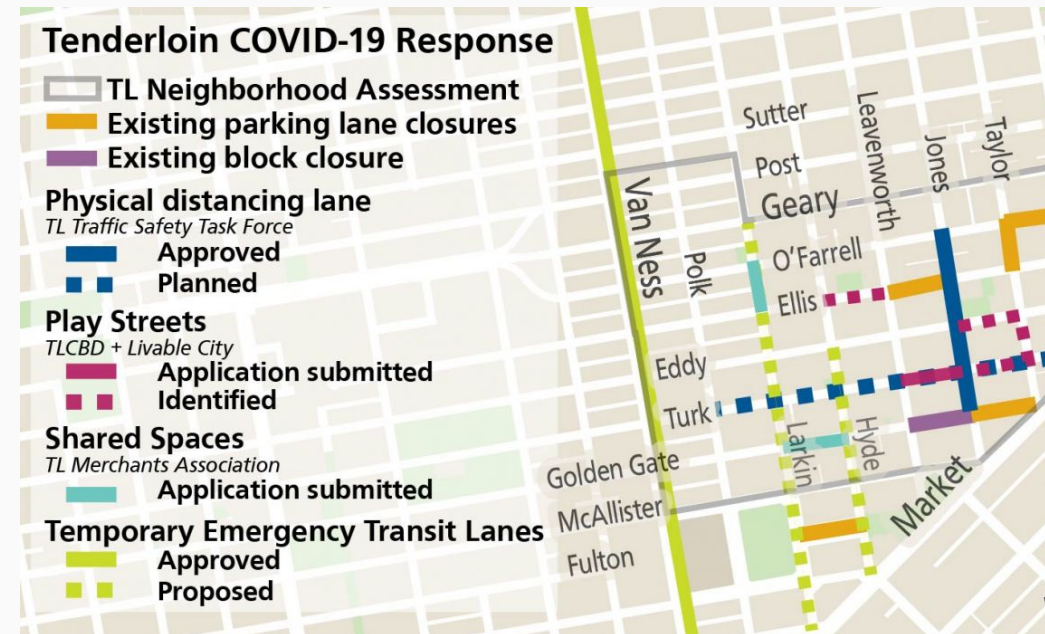 Tenderloin COVID-19 Response
TL Neighborhood Assessment
Existing parking lane closures
Existing block closure
Physical distancing lane
TL Traffic Safety Task Force
Approved
Planned
Play Streets
TLCBD + Livable City
Application submitted
Identified
Shared Spaces
TL Merchants Association
Application submitted
Temporary Emergency Transit Lanes
Approved
Proposed
Sutter
Post
Geary
O'Farrell
Ellis
Eddy
Turk
Golden Gate
McAllister
Fulton
Van Ness
Polk
Larkin
Hyde
Leavenworth
Jones
Taylor
Market